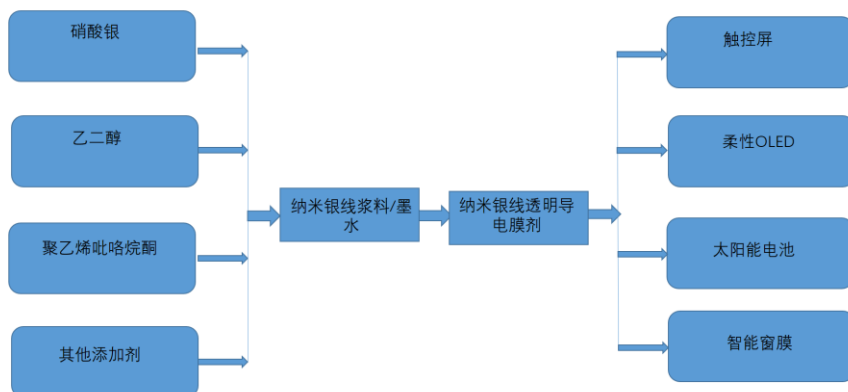 硝酸银
乙二醇
聚乙烯吡咯烷酮
其他添加剂
纳米银线浆料/墨
水
纳米银线透明导
电膜剂
触控屏
柔性OLED
太阳能电池
智能窗膜